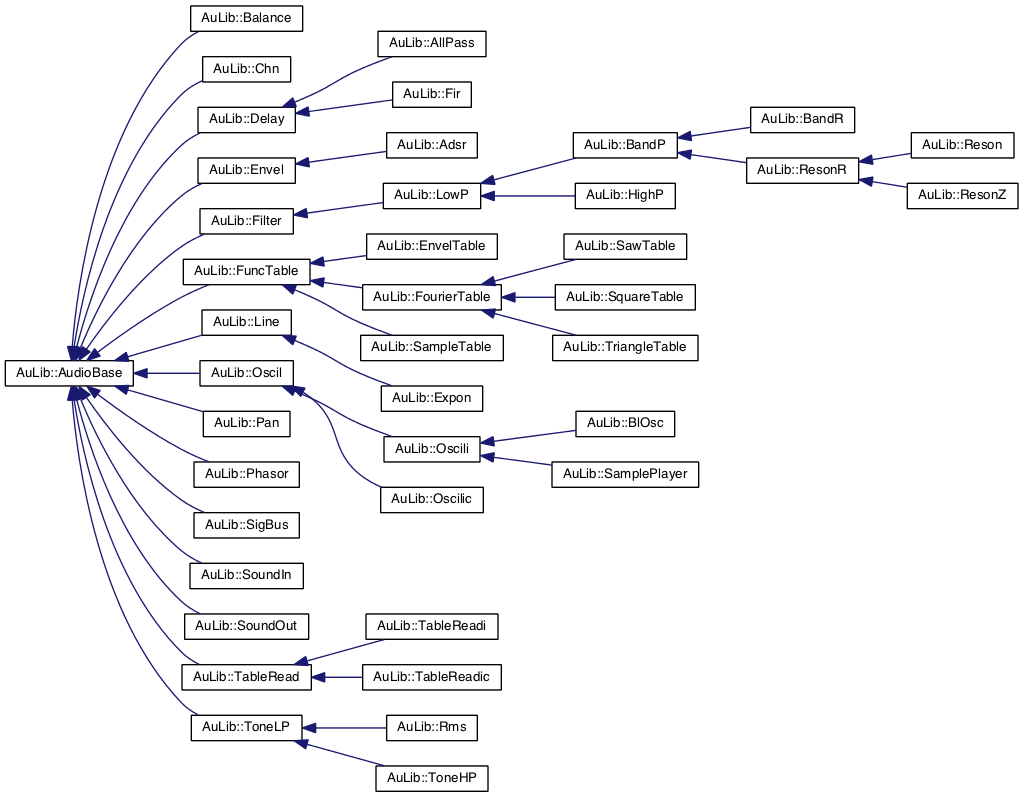 AuLib::Balance
AuLib::AllPass
AuLib::Chn
AuLib::Fir
AuLib::Delay
AuLib::BandR
AuLib::Adsr
AuLib::BandP
AuLib::Reson
AuLib::Envel
AuLib::ResonR
AuLib::LowP
AuLib::HighP
AuLib::ResonZ
AuLib::Filter
AuLib::EnvelTable
AuLib::SawTable
AuLib::FuncTable
AuLib::FourierTable
AuLib::SquareTable
AuLib::Line
AuLib::SampleTable
AuLib::TriangleTable
AuLib::AudioBase
AuLib::Oscil
AuLib::Expon
AuLib::Pan
AuLib::BlOsc
AuLib::Oscili
AuLib::Phasor
AuLib::SamplePlayer
AuLib::Oscilic
AuLib::SigBus
AuLib::SoundIn
AuLib::SoundOut
AuLib::TableReadi
AuLib::TableRead
AuLib::TableReadic
AuLib::ToneLP
AuLib::Rms
AuLib::ToneHP